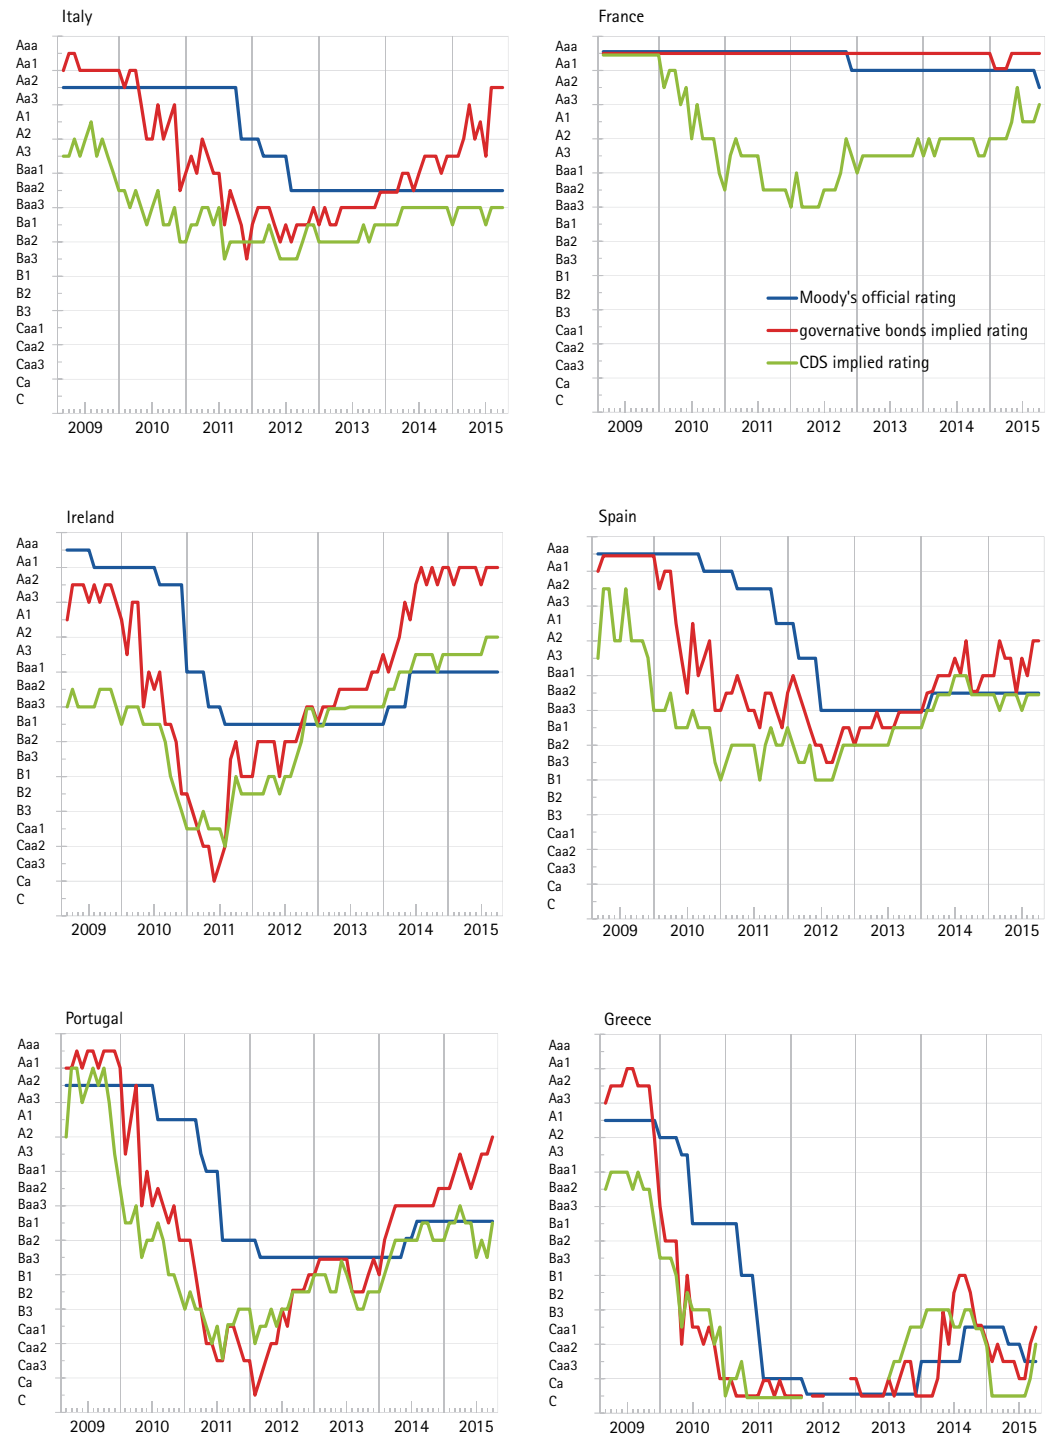 Italy
Aaa
Aa1
Aa2
Aa3
A1
A2
A3
Baa1
Baa2
Baa3
Ba1
Ba2
Ba3
B1
B2
B3
Caa1
Caa2
Caa3
Ca
C
2009 2010 2011 2012 2013 2014 2015
France
Aaa
Aa1
Aa2
Aa3
A1
A2
A3
Baa1
Baa2
Baa3
Ba1
Ba2
Ba3
B1
B2
B3
Caa1
Caa2
Caa3
Ca
C
Moody's official rating
governative bonds implied rating
CDS implied rating
2009 2010 2011 2012 2013 2014 2015
Ireland
Aaa
Aa1
Aa2
Aa3
A1
A2
A3
Baa1
Baa2
Baa3
Ba1
Ba2
Ba3
B1
B2
B3
Caa1
Caa2
Caa3
Ca
C
2009 2010 2011 2012 2013 2014 2015
Spain
Aaa
Aa1
Aa2
Aa3
A1
A2
A3
Baa1
Baa2
Baa3
Ba1
Ba2
Ba3
B1
B2
B3
Caa1
Caa2
Caa3
Ca
C
2009 2010 2011 2012 2013 2014 2015
Portugal
Aaa
Aa1
Aa2
Aa3
A1
A2
A3
Baa1
Baa2
Baa3
Ba1
Ba2
Ba3
B1
B2
B3
Caa1
Caa2
Caa3
Ca
C
2009 2010 2011 2012 2013 2014 2015
Greece
Aaa
Aa1
Aa2
Aa3
A1
A2
A3
Baa1
Baa2
Baa3
Ba1
Ba2
Ba3
B1
B2
B3
Caa1
Caa2
Caa3
Ca
C
2009 2010 2011 2012 2013 2014 2015